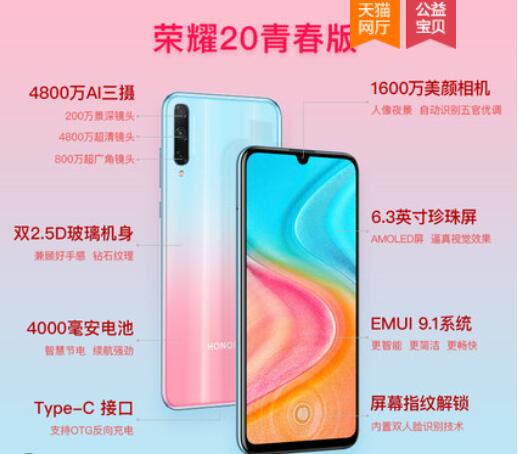 天猫
网厅
公益
宝贝
荣耀20青春版
4800万AI三摄
200万景深镜头
4800万超清镜头
800万超广角镜头
1600万美颜相机
人像夜景 自动识别五官优调
双2.5D玻璃机身
兼顾好手感 钻石纹理
6.3英寸珍珠屏
AMOLED屏 逼真视觉效果
4000毫安电池
智慧节电 续航强劲
EMUI 9.1系统
更智能 更简洁 更畅快
HONOR
Type-C 接口
支持OTG反向充电
屏幕指纹解锁
内置双人脸识别技术